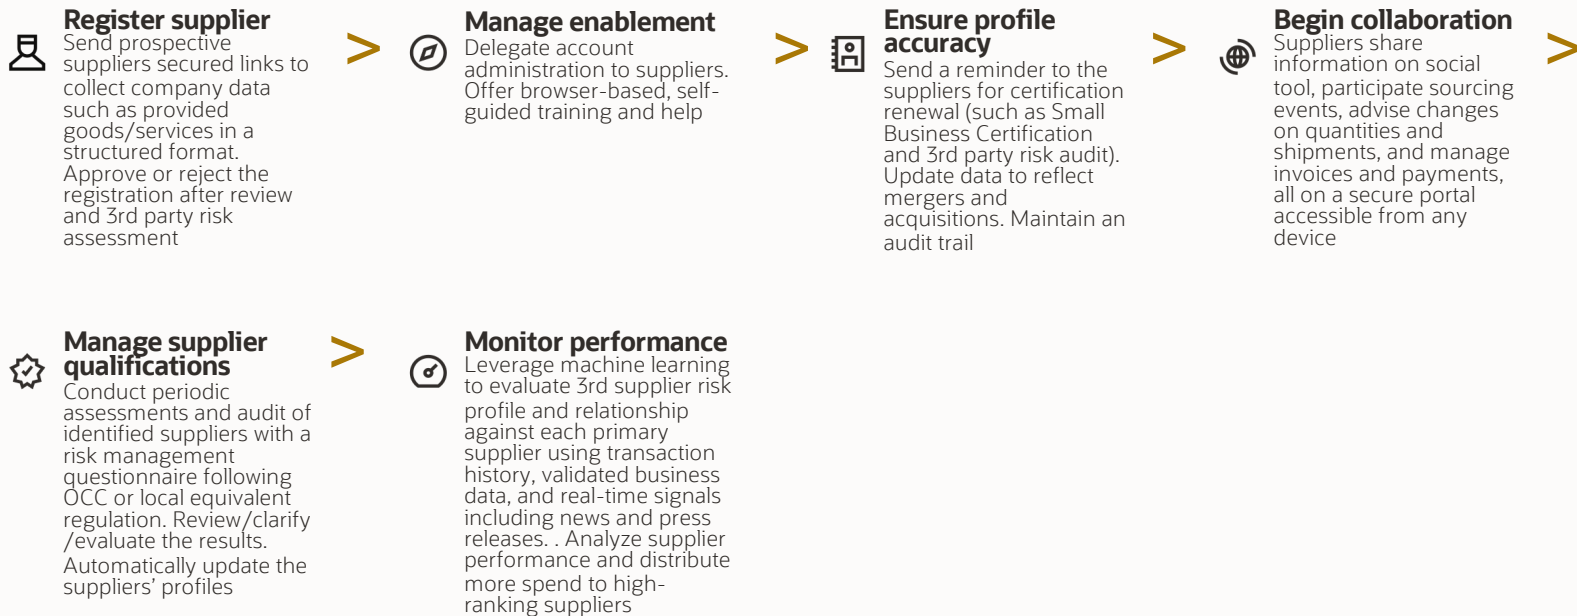 Register supplier
Send prospective
suppliers secured links to
collect company data
such as provided
goods/services in a
structured format.
Approve or reject the
registration after review
and 3rd party risk
assessment
>
Manage enablement
Delegate account
administration to suppliers.
Offer browser-based, self-
guided training and help
>
Ensure profile
accuracy
Send a reminder to the
suppliers for certification
renewal (such as Small
Business Certification
and 3rd party risk audit).
Update data to reflect
mergers and
acquisitions. Maintain an
audit trail
>
Begin collaboration
Suppliers share
information on social
tool, participate sourcing
events, advise changes
on quantities and
shipments, and manage
invoices and payments,
all on a secure portal
accessible from any
device
>
Manage supplier
qualifications
Conduct periodic
assessments and audit of
identified suppliers with a
risk management
questionnaire following
OCC or local equivalent
regulation. Review/clarify
/evaluate the results.
Automatically update the
suppliers’ profiles
>
Monitor performance
Leverage machine learning
to evaluate 3rd supplier risk
profile and relationship
against each primary
supplier using transaction
history, validated business
data, and real-time signals
including news and press
releases. . Analyze supplier
performance and distribute
more spend to high-
ranking suppliers